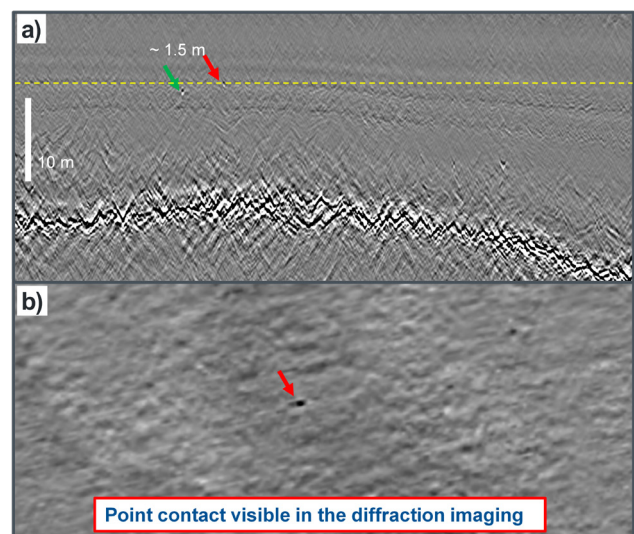 a)
~ 1.5 m
10 m
b)
Point contact visible in the diffraction imaging